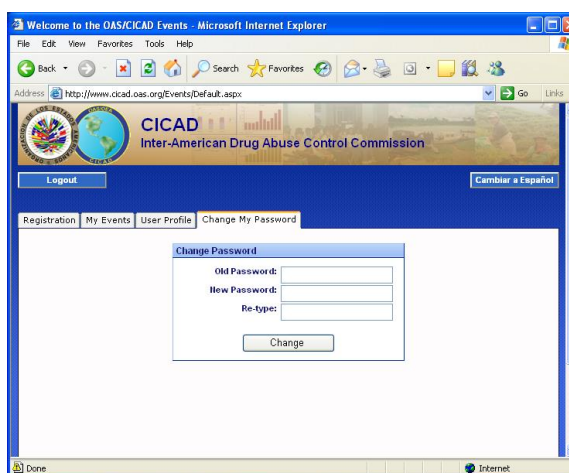 Welcome to the OAS/CICAD Events - Microsoft Internet Explorer
File Edit View Favorites Tools Help
Back Search Favorites
Address http://www.cicad.oas.org/Events/Default.aspx Go Links
CICAD
Inter-American Drug Abuse Control Commission
Logout Cambiar a Español
Registration My Events User Profile Change My Password
Change Password
Old Password:
New Password:
Re-type:
Change
Done Internet